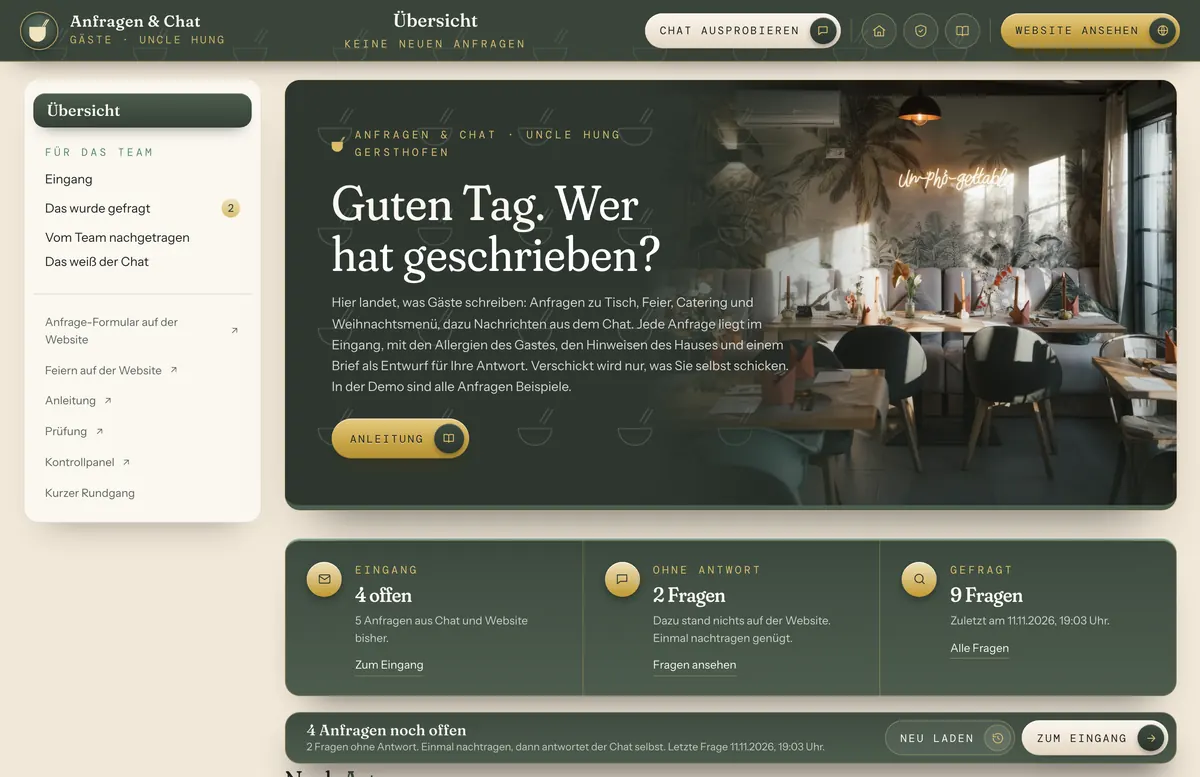 Anfragen & Chat
GÄSTE · UNCLE HUNG
Übersicht
KEINE NEUEN ANFRAGEN
CHAT AUSPROBIEREN
WEBSITE ANSEHEN
Übersicht
FÜR DAS TEAM
Eingang
Das wurde gefragt 2
Vom Team nachgetragen
Das weiß der Chat
Anfrage-Formular auf der
Website
Feiern auf der Website
Anleitung
Prüfung
Kontrollpanel
Kurzer Rundgang
ANFRAGEN & CHAT · UNCLE HUNG
GERSTHOFEN
Guten Tag. Wer
hat geschrieben?
Hier landet, was Gäste schreiben: Anfragen zu Tisch, Feier, Catering und
Weihnachtsmenü, dazu Nachrichten aus dem Chat. Jede Anfrage liegt im
Eingang, mit den Allergien des Gastes, den Hinweisen des Hauses und einem
Brief als Entwurf für Ihre Antwort. Verschickt wird nur, was Sie selbst schicken.
In der Demo sind alle Anfragen Beispiele.
ANLEITUNG
Um-phở-gettable
EINGANG
4 offen
5 Anfragen aus Chat und Website
bisher.
Zum Eingang
OHNE ANTWORT
2 Fragen
Dazu stand nichts auf der Website.
Einmal nachtragen genügt.
Fragen ansehen
GEFRAGT
9 Fragen
Zuletzt am 11.11.2026, 19:03 Uhr.
Alle Fragen
4 Anfragen noch offen
2 Fragen ohne Antwort. Einmal nachtragen, dann antwortet der Chat selbst. Letzte Frage 11.11.2026, 19:03 Uhr.
NEU LADEN
ZUM EINGANG